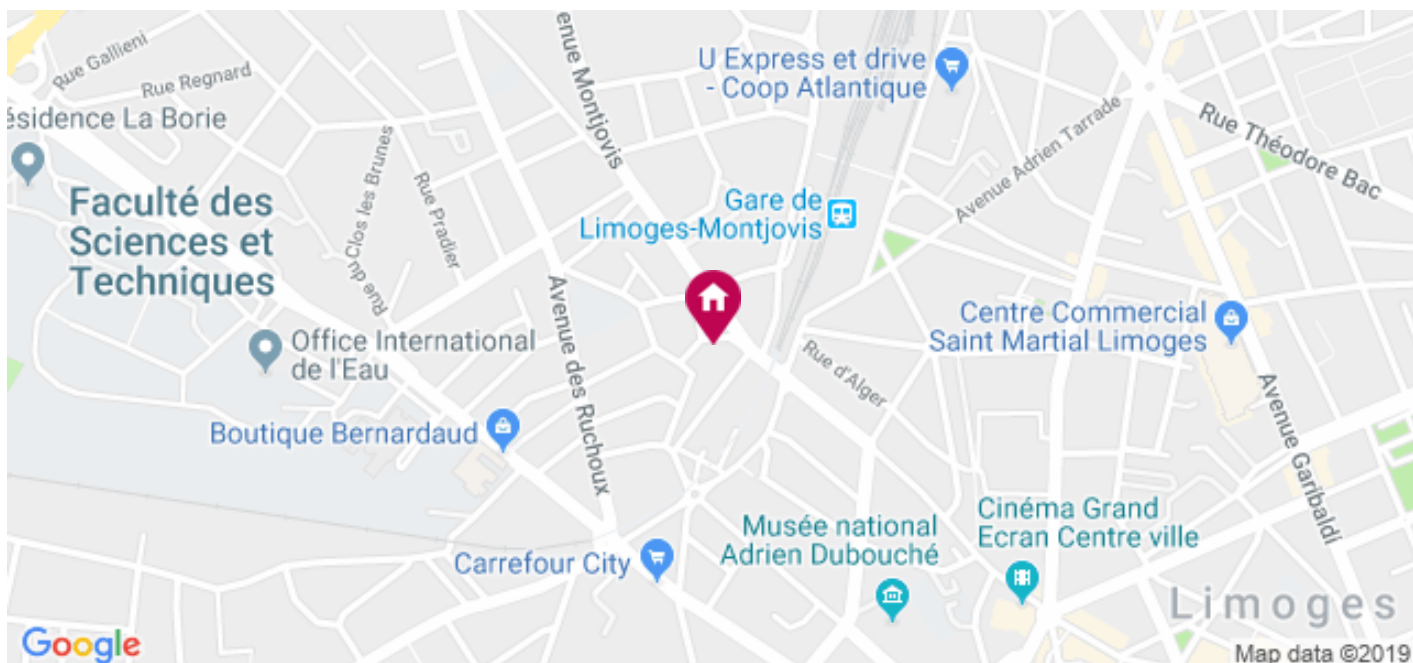 Rue Gallieni
Rue Regnard
ésidence La Borie
Faculté des
Sciences et
Techniques
Rue du Clos les Brunes
Rue Pradier
enue Montjovis
U Express et drive
- Coop Atlantique
Avenue Adrien Tarrade
Rue Théodore Bac
Gare de
Limoges-Montjovis
Office International
de l'Eau
Avenue des Ruchoux
Rue d'Alger
Centre Commercial
Saint Martial Limoges
Avenue Garibaldi
Boutique Bernardaud
Carrefour City
Musée national
Adrien Dubouché
Cinéma Grand
Ecran Centre ville
Limoges
Google
Map data ©2019